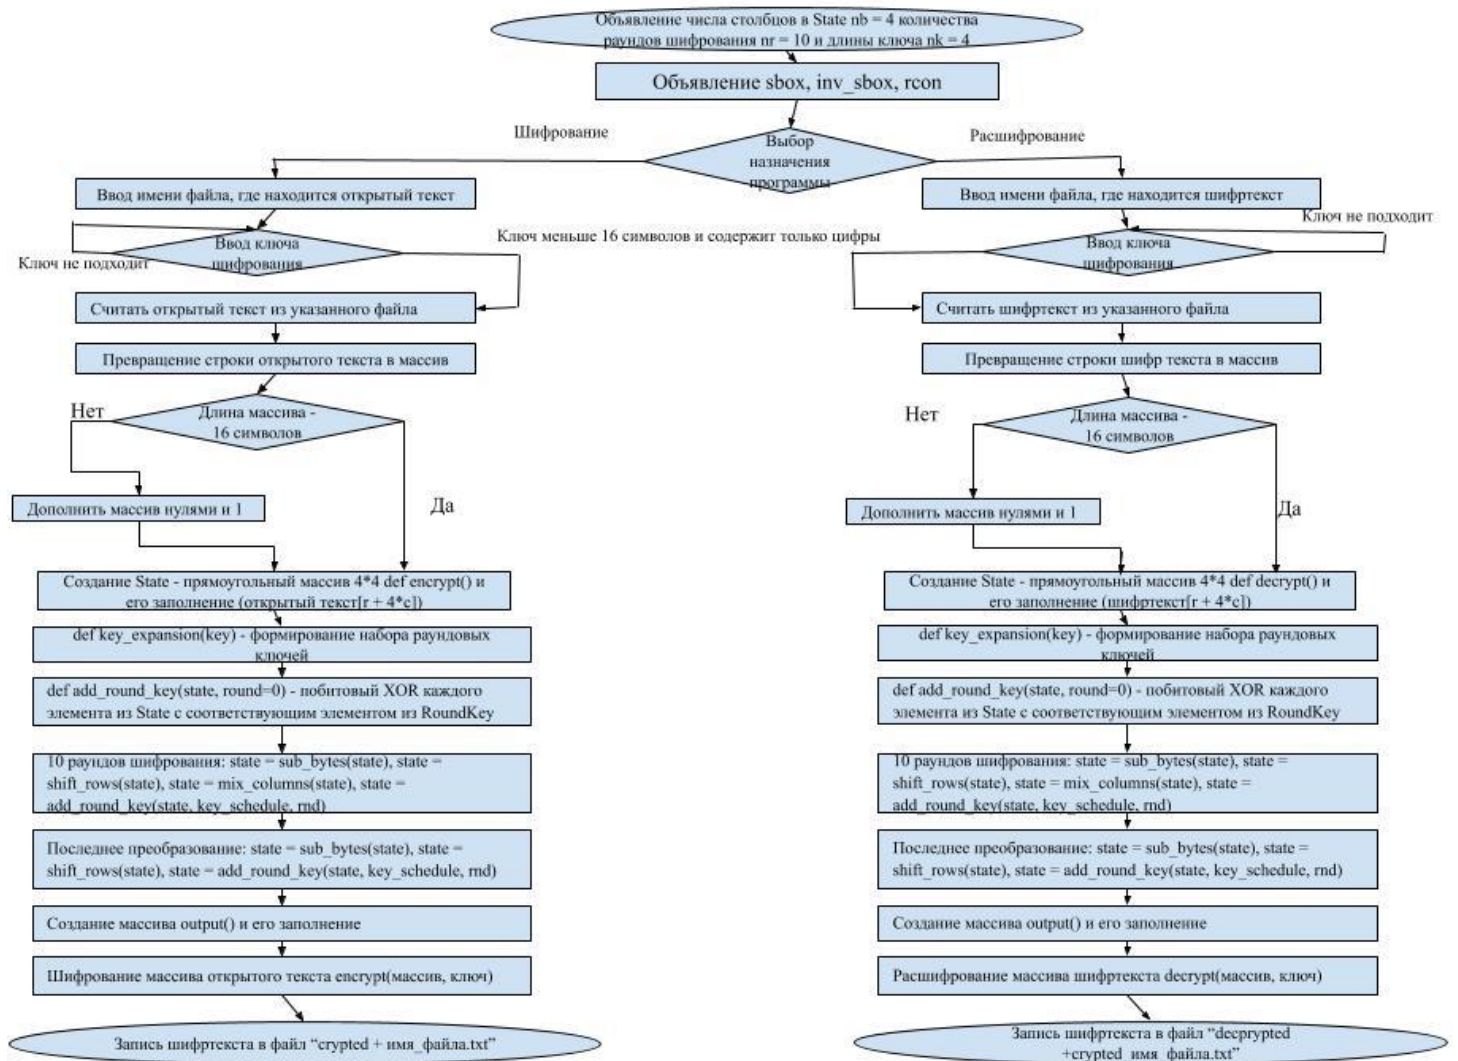 Объявление числа столбцов в State nb = 4 количества
раундов шифрования nr = 10 и длины ключа nk = 4
Объявление sbox, inv_sbox, rcon
Выбор
назначения
программы
Шифрование
Расшифрование
Ввод имени файла, где находится открытый текст
Ввод ключа
шифрования
Ключ не подходит
Ключ меньше 16 символов и содержит только цифры
Считать открытый текст из указанного файла
Превращение строки открытого текста в массив
Длина массива -
16 символов
Нет
Да
Дополнить массив нулями и 1
Создание State - прямоугольный массив 4*4 def encrypt() и
его заполнение (открытый текст[r + 4*c])
def key_expansion(key) - формирование набора раундовых
ключей
def add_round_key(state, round=0) - побитовый XOR каждого
элемента из State с соответствующим элементом из RoundKey
10 раундов шифрования: state = sub_bytes(state), state =
shift_rows(state), state = mix_columns(state), state =
add_round_key(state, key_schedule, rnd)
Последнее преобразование: state = sub_bytes(state), state =
shift_rows(state), state = add_round_key(state, key_schedule, rnd)
Создание массива output() и его заполнение
Шифрование массива открытого текста encrypt(массив, ключ)
Запись шифртекста в файл “crypted + имя_файла.txt”
Ввод имени файла, где находится шифртекст
Ключ не подходит
Ввод ключа
шифрования
Считать шифртекст из указанного файла
Превращение строки шифр текста в массив
Длина массива -
16 символов
Нет
Да
Дополнить массив нулями и 1
Создание State - прямоугольный массив 4*4 def decrypt() и
его заполнение (шифртекст[r + 4*c])
def key_expansion(key) - формирование набора раундовых
ключей
def add_round_key(state, round=0) - побитовый XOR каждого
элемента из State с соответствующим элементом из RoundKey
10 раундов шифрования: state = sub_bytes(state), state =
shift_rows(state), state = mix_columns(state), state =
add_round_key(state, key_schedule, rnd)
Последнее преобразование: state = sub_bytes(state), state =
shift_rows(state), state = add_round_key(state, key_schedule, rnd)
Создание массива output() и его заполнение
Расшифрование массива шифртекста decrypt(массив, ключ)
Запись шифртекста в файл “decprypted
+crypted_имя_файла.txt”